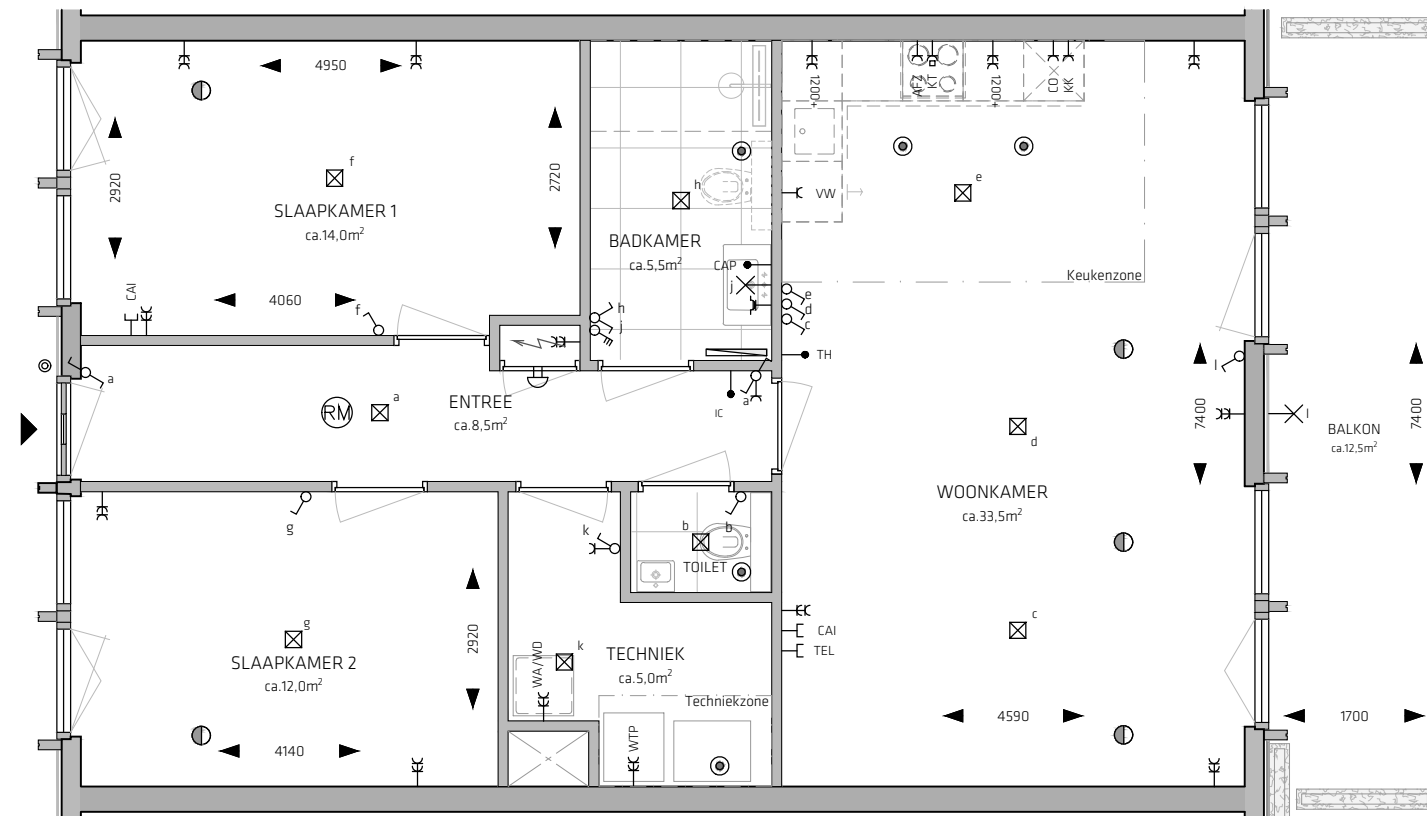 4950
1200+
AFZ
KT
1200+
CO
KK
2920
f
2720
h
e
VW
SLAAPKAMER 1
ca.14,0m²
BADKAMER
ca.5,5m²
CAP
j
Keukenzone
CAI
4060
f
h
j
e
d
c
TH
l
a
RM
a
ENTREE
ca.8,5m²
IC
a
d
7400
l
BALKON
ca.12,5m²
7400
g
k
b
b
TOILET
WOONKAMER
ca.33,5m²
2920
g
SLAAPKAMER 2
ca.12,0m²
WA/WD
k
TECHNIEK
ca.5,0m²
Techniekzone
CAI
TEL
c
4140
WTP
4590
1700